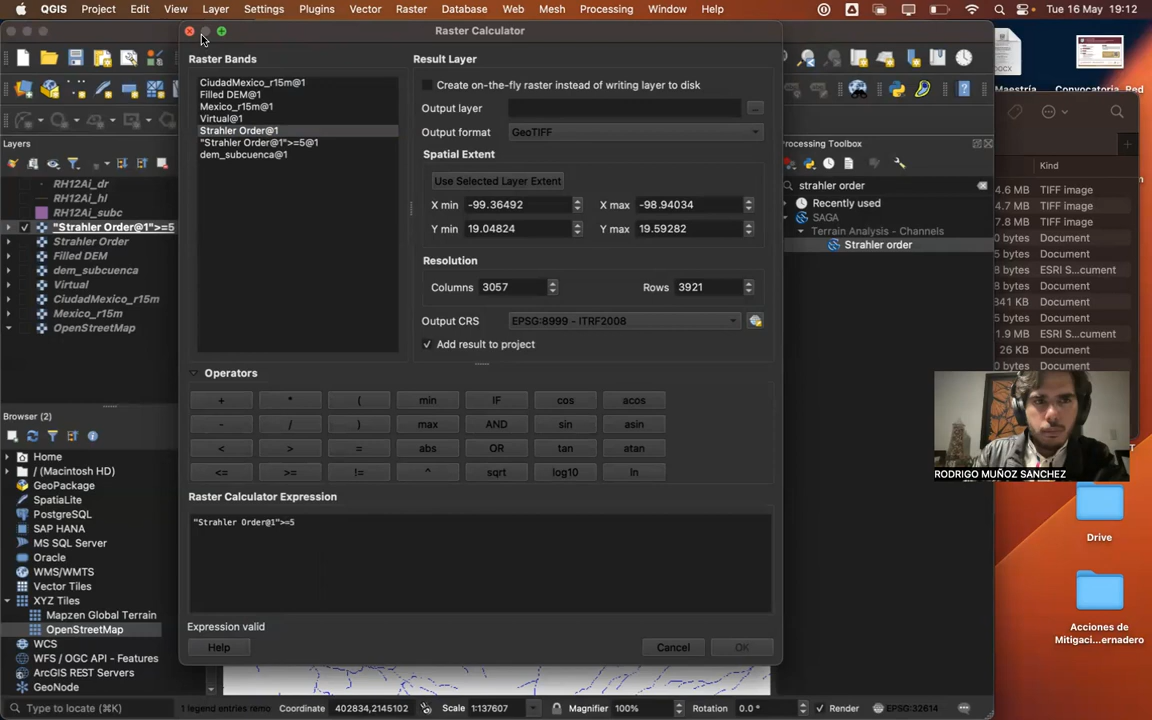 QGIS Project Edit View Layer Settings Plugins Vector Raster Database Web Mesh Processing Window Help Tue 16 May 19:12
Raster Calculator
Raster Bands
CiudadMexico_r15m@1
Filled DEM@1
Mexico_r15m@1
Virtual@1
Strahler Order@1
"Strahler Order@1">=5@1
dem_subcuenca@1
Result Layer
Create on-the-fly raster instead of writing layer to disk
Output layer
...
Output format GeoTIFF
Spatial Extent
Use Selected Layer Extent
X min -99.36492 X max -98.94034
Y min 19.04824 Y max 19.59282
Resolution
Columns 3057 Rows 3921
Output CRS EPSG:8999 - ITRF2008
Add result to project
Operators
+ * ( min IF cos acos
- / ) max AND sin asin
< > = abs OR tan atan
<= >= != ^ sqrt log10 ln
Raster Calculator Expression
"Strahler Order@1">=5
Expression valid
Help Cancel OK
Layers
RH12Ai_dr
RH12Ai_hl
RH12Ai_subc
"Strahler Order@1">=5
Strahler Order
Filled DEM
dem_subcuenca
Virtual
CiudadMexico_r15m
Mexico_r15m
OpenStreetMap
Browser (2)
Home
/ (Macintosh HD)
GeoPackage
SpatiaLite
PostgreSQL
SAP HANA
MS SQL Server
Oracle
WMS/WMTS
Vector Tiles
XYZ Tiles
Mapzen Global Terrain
OpenStreetMap
WCS
WFS / OGC API - Features
ArcGIS REST Servers
GeoNode
Type to locate (⌘K) 1 legend entries remo Coordinate 402834,2145102 Scale 1:137607 Magnifier 100% Rotation 0.0 ° Render EPSG:32614
Processing Toolbox
strahler order
Recently used
SAGA
Terrain Analysis - Channels
Strahler order
DOCX
Maestría
Convocatoria_Red
Kind
4.6 MB TIFF image
4.7 MB TIFF image
7.8 MB TIFF image
0 bytes Document
8 bytes ESRI S...cument
341 KB Document
0 bytes Document
1.9 MB ESRI S...cument
26 KB Document
Document
RODRIGO MUÑOZ SANCHEZ
Drive
Acciones de
Mitigaci...ernadero